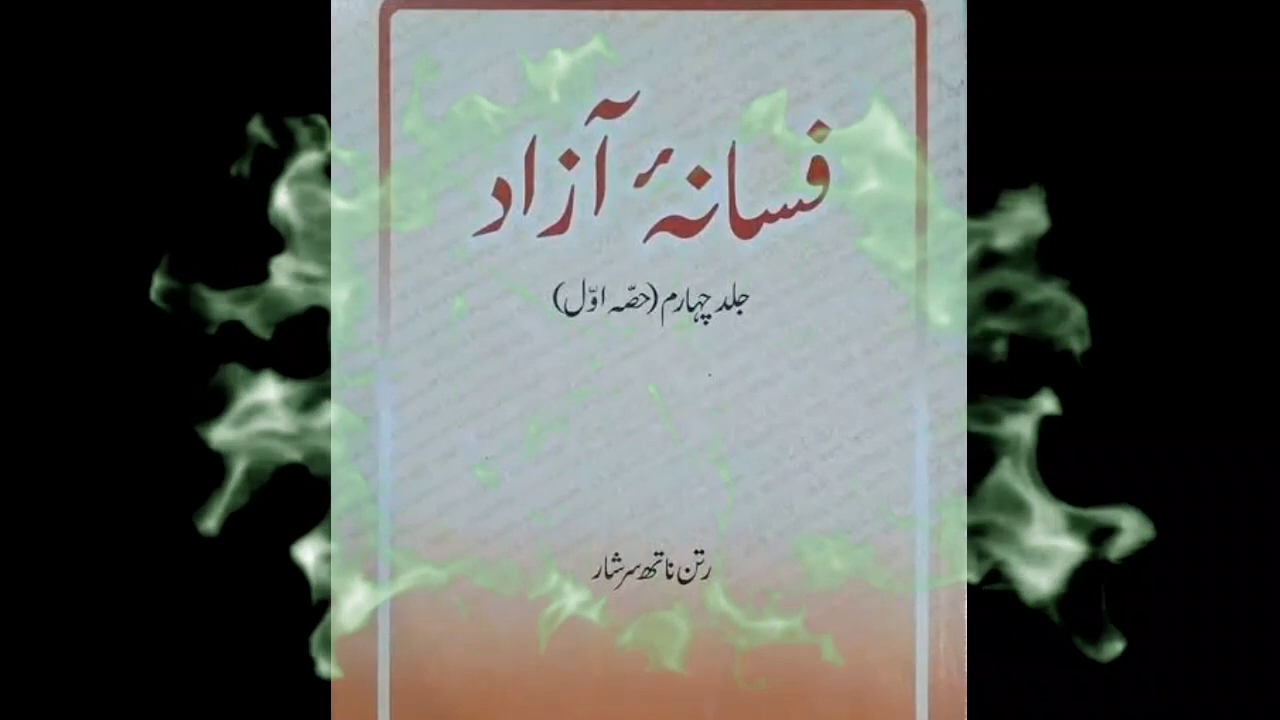 فسانۂ آزاد
جلد چہارم (حصّہ اوّل)
رتن ناتھ سرشار